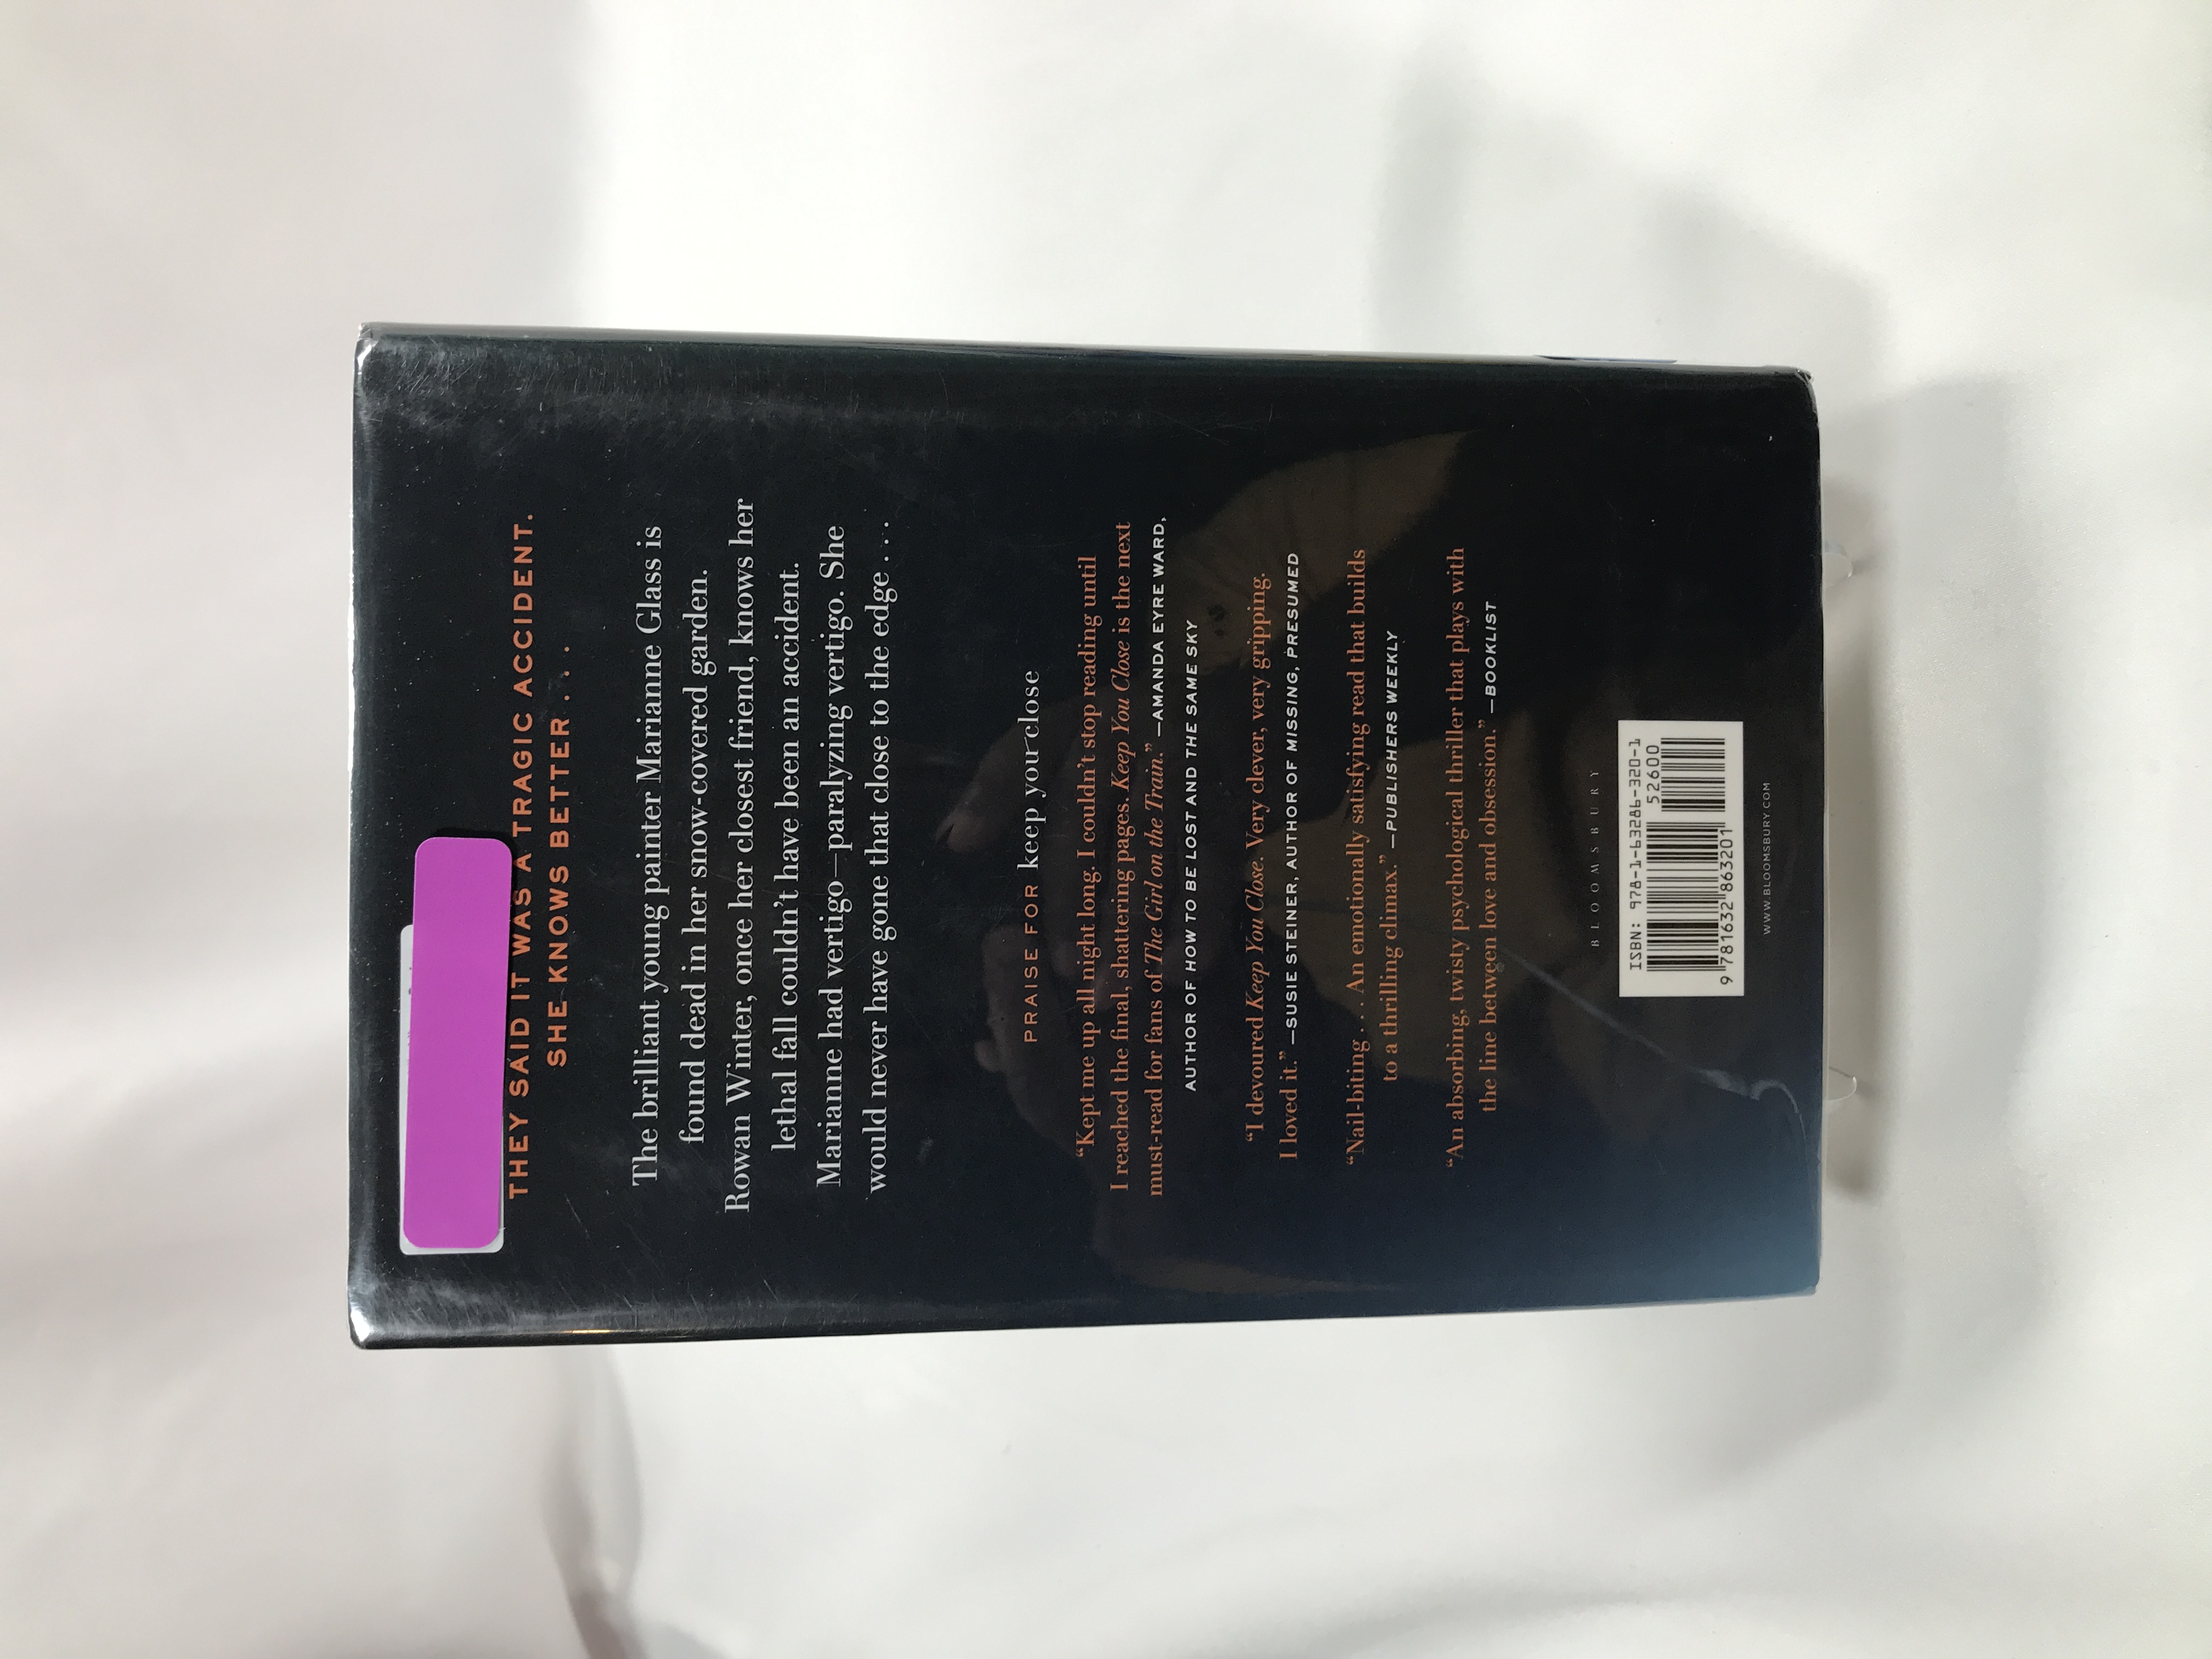 THEY SAID IT WAS A TRAGIC ACCIDENT.
SHE KNOWS BETTER . . .
The brilliant young painter Marianne Glass is
found dead in her snow-covered garden.
Rowan Winter, once her closest friend, knows her
lethal fall couldn't have been an accident.
Marianne had vertigo—paralyzing vertigo. She
would never have gone that close to the edge . . .
PRAISE FOR keep you close
“Kept me up all night long. I couldn't stop reading until
I reached the final, shattering pages. Keep You Close is the next
must-read for fans of The Girl on the Train.” —AMANDA EYRE WARD,
AUTHOR OF HOW TO BE LOST AND THE SAME SKY
“I devoured Keep You Close. Very clever, very gripping.
I loved it.” —SUSIE STEINER, AUTHOR OF MISSING, PRESUMED
“Nail-biting . . . An emotionally satisfying read that builds
to a thrilling climax.” —PUBLISHERS WEEKLY
“An absorbing, twisty psychological thriller that plays with
the line between love and obsession.” —BOOKLIST
BLOOMSBURY
ISBN: 978-1-63286-320-1
52600
9 781632 863201
WWW.BLOOMSBURY.COM